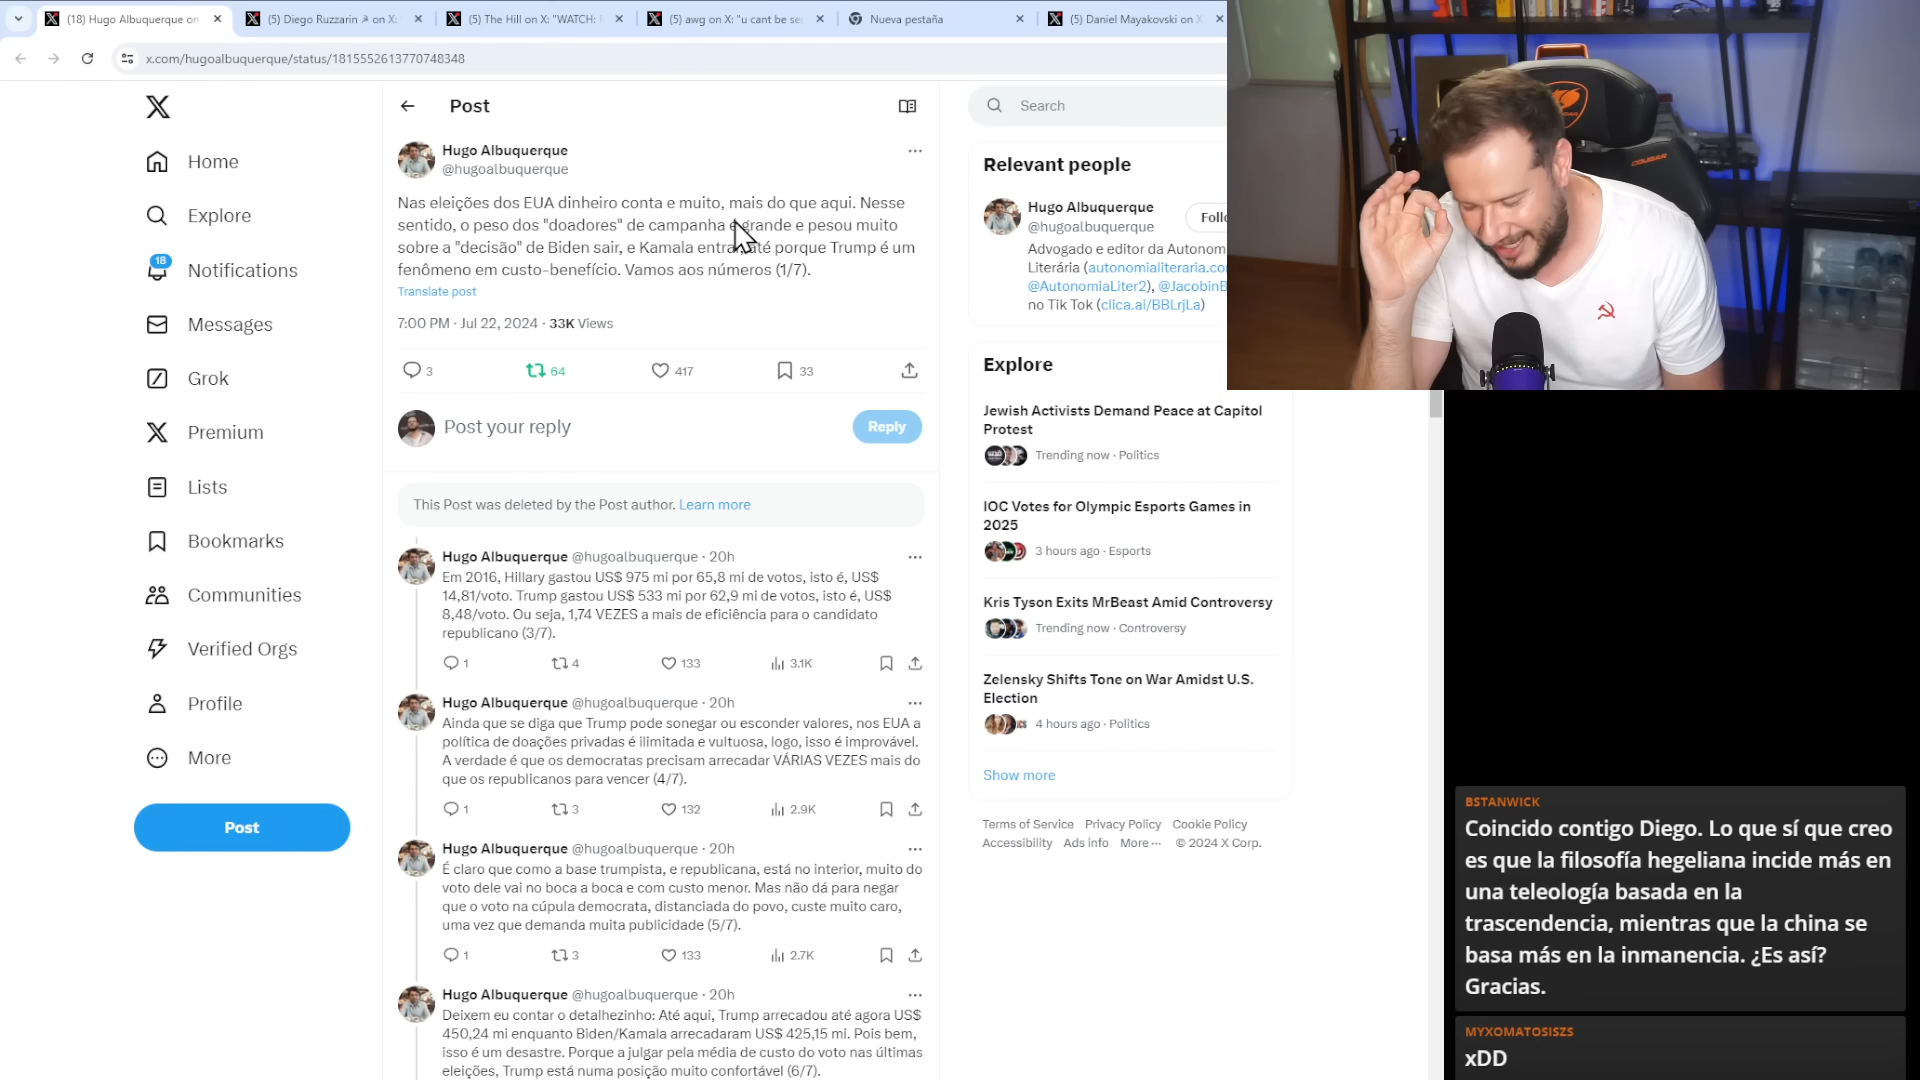 (18) Hugo Albuquerque on
(5) Diego Ruzzarin ☭ on X:
(5) The Hill on X: "WATCH:
(5) awg on X: "u cant be se
Nueva pestaña
(5) Daniel Mayakovski on X
x.com/hugoalbuquerque/status/1815552613770748348
Home
Explore
18
Notifications
Messages
Grok
Premium
Lists
Bookmarks
Communities
Verified Orgs
Profile
More
Post
Post
Hugo Albuquerque
@hugoalbuquerque
Nas eleições dos EUA dinheiro conta e muito, mais do que aqui. Nesse
sentido, o peso dos "doadores" de campanha é grande e pesou muito
sobre a "decisão" de Biden sair, e Kamala entrar, até porque Trump é um
fenômeno em custo-benefício. Vamos aos números (1/7).
Translate post
7:00 PM · Jul 22, 2024 · 33K Views
3 64 417 33
Post your reply
Reply
This Post was deleted by the Post author. Learn more
Hugo Albuquerque @hugoalbuquerque · 20h
Em 2016, Hillary gastou US$ 975 mi por 65,8 mi de votos, isto é, US$
14,81/voto. Trump gastou US$ 533 mi por 62,9 mi de votos, isto é, US$
8,48/voto. Ou seja, 1,74 VEZES a mais de eficiência para o candidato
republicano (3/7).
1 4 133 3.1K
Hugo Albuquerque @hugoalbuquerque · 20h
Ainda que se diga que Trump pode sonegar ou esconder valores, nos EUA a
política de doações privadas é ilimitada e vultuosa, logo, isso é improvável.
A verdade é que os democratas precisam arrecadar VÁRIAS VEZES mais do
que os republicanos para vencer (4/7).
1 3 132 2.9K
Hugo Albuquerque @hugoalbuquerque · 20h
É claro que como a base trumpista, e republicana, está no interior, muito do
voto dele vai no boca a boca e com custo menor. Mas não dá para negar
que o voto na cúpula democrata, distanciada do povo, custe muito caro,
uma vez que demanda muita publicidade (5/7).
1 3 133 2.7K
Hugo Albuquerque @hugoalbuquerque · 20h
Deixem eu contar o detalhezinho: Até aqui, Trump arrecadou até agora US$
450,24 mi enquanto Biden/Kamala arrecadaram US$ 425,15 mi. Pois bem,
isso é um desastre. Porque a julgar pela média de custo do voto nas últimas
eleições, Trump está numa posição muito confortável (6/7).
Search
Relevant people
Hugo Albuquerque
@hugoalbuquerque
Follo
Advogado e editor da Autonom
Literária (autonomialiteraria.co
@AutonomiaLiter2), @JacobinB
no Tik Tok (clica.ai/BBLrjLa)
Explore
Jewish Activists Demand Peace at Capitol
Protest
Trending now · Politics
IOC Votes for Olympic Esports Games in
2025
3 hours ago · Esports
Kris Tyson Exits MrBeast Amid Controversy
Trending now · Controversy
Zelensky Shifts Tone on War Amidst U.S.
Election
4 hours ago · Politics
Show more
Terms of Service Privacy Policy Cookie Policy
Accessibility Ads info More ··· © 2024 X Corp.
COUGAR
BSTANWICK
Coincido contigo Diego. Lo que sí que creo
es que la filosofía hegeliana incide más en
una teleología basada en la
trascendencia, mientras que la china se
basa más en la inmanencia. ¿Es así?
Gracias.
MYXOMATOSISZS
xDD